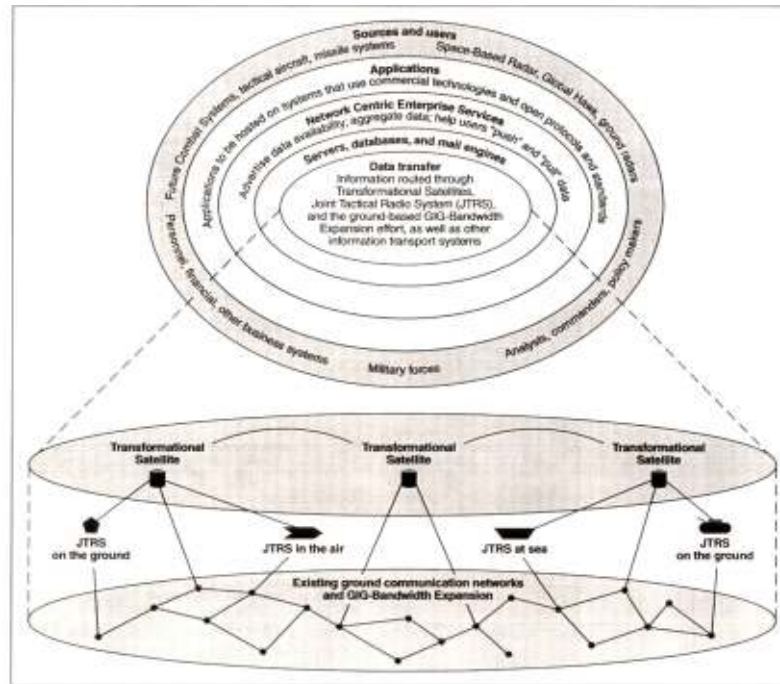 Sources and users
Future Combat Systems, tactical aircraft, missile systems
Space-Based Radar, Global Hawk, ground radars
Applications
Applications to be hosted on systems that use commercial technologies and open protocols and standards
Network Centric Enterprise Services
Advertise data availability, aggregate data; help users "push" and "pull" data
Servers, databases, and mail engines
Data transfer
Information routed through
Transformational Satellites,
Joint Tactical Radio System (JTRS),
and the ground-based GIG-Bandwidth
Expansion effort, as well as other
information transport systems
Personnel, financial, other business systems
Military forces
Analysts, commanders, policy makers
Transformational
Satellite
Transformational
Satellite
Transformational
Satellite
JTRS
on the ground
JTRS in the air
JTRS at sea
JTRS
on the ground
Existing ground communication networks
and GIG-Bandwidth Expansion